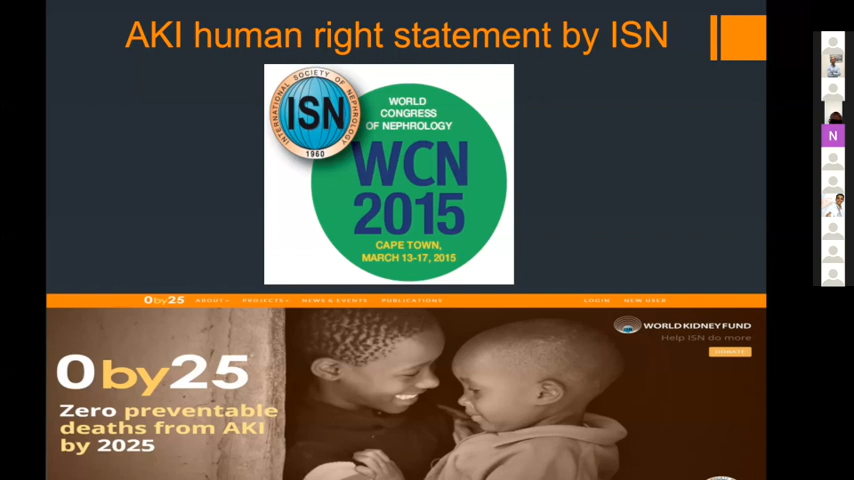 AKI human right statement by ISN
INTERNATIONAL SOCIETY OF NEPHROLOGY
ISN
1960
WORLD
CONGRESS
OF NEPHROLOGY
WCN
2015
CAPE TOWN,
MARCH 13-17, 2015
N
0by25 ABOUT PROJECTS NEWS & EVENTS PUBLICATIONS LOGIN NEW USER
WORLD KIDNEY FUND
Help ISN do more
DONATE
0by25
Zero preventable
deaths from AKI
by 2025